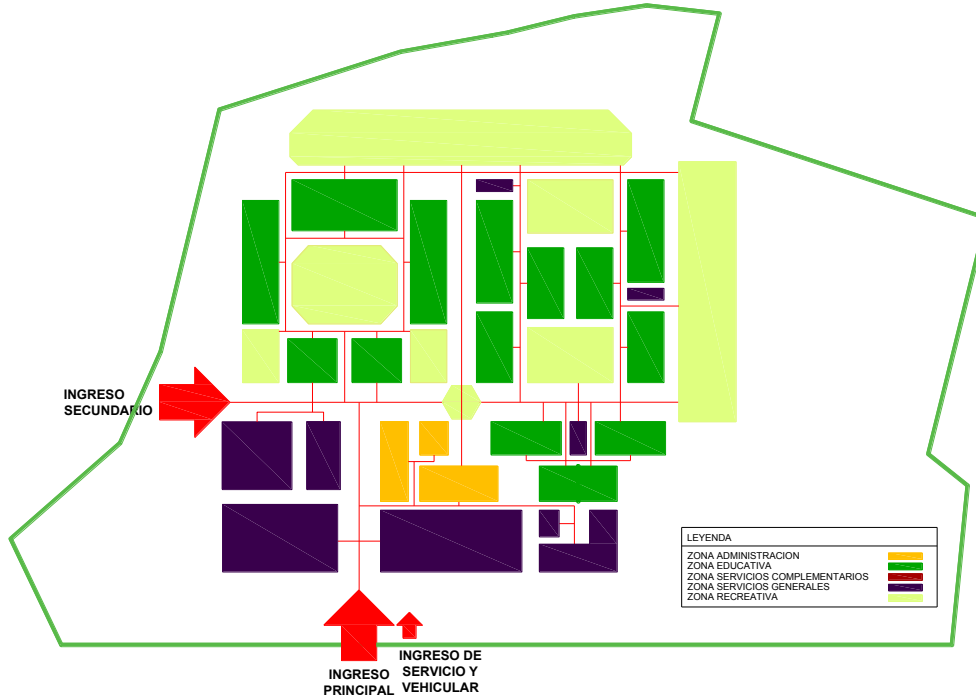 INGRESO
SECUNDARIO
LEYENDA
ZONA ADMINISTRACION
ZONA EDUCATIVA
ZONA SERVICIOS COMPLEMENTARIOS
ZONA SERVICIOS GENERALES
ZONA RECREATIVA
INGRESO
PRINCIPAL
INGRESO DE
SERVICIO Y
VEHICULAR